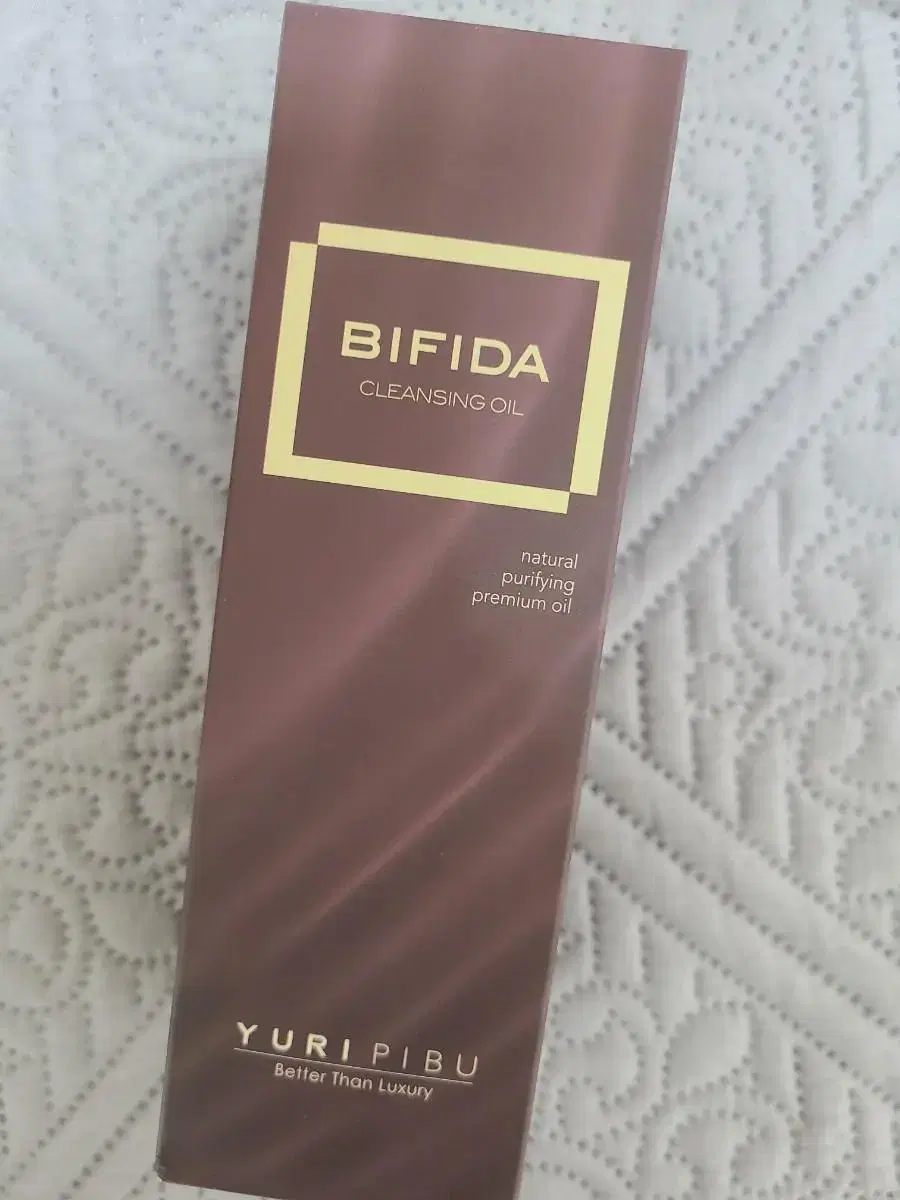 BIFIDA
CLEANSING OIL
natural
purifying
premium oil
YURI PIBU
Better Than Luxury